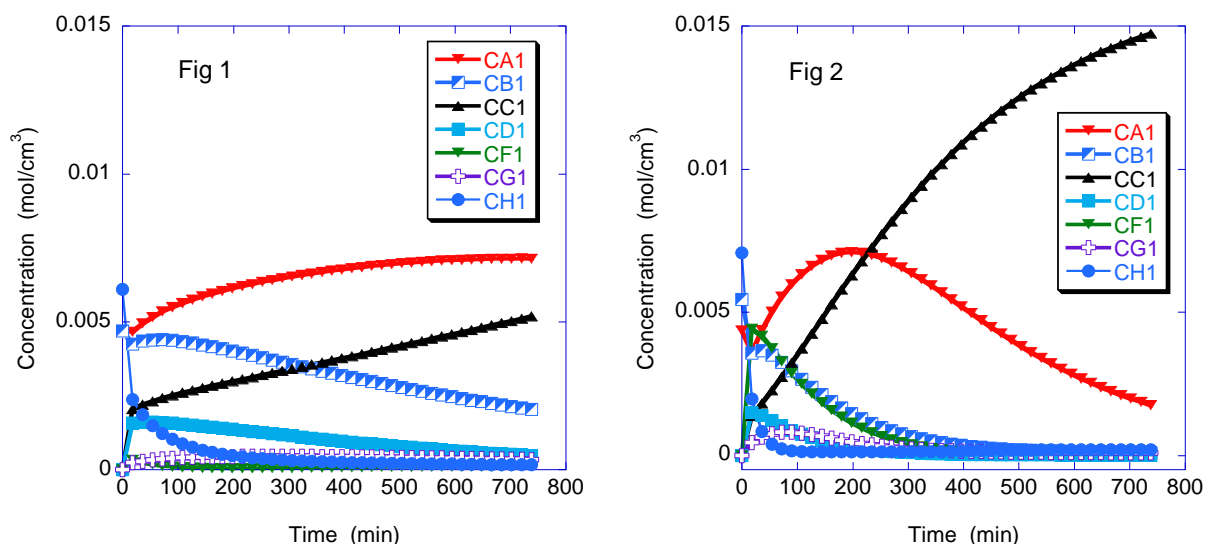 Fig 1
CA1
CB1
CC1
CD1
CF1
CG1
CH1
0.015
0.01
0.005
0
0 100 200 300 400 500 600 700 800
Concentration (mol/cm³)
Time (min)
Fig 2
CA1
CB1
CC1
CD1
CF1
CG1
CH1
0.015
0.01
0.005
0
0 100 200 300 400 500 600 700 800
Concentration (mol/cm³)
Time (min)